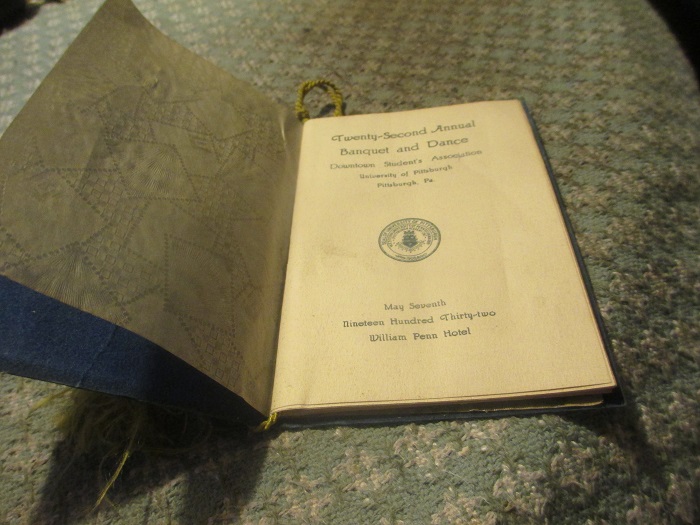 Twenty-Second Annual
Banquet and Dance
Downtown Student's Association
University of Pittsburgh
Pittsburgh, Pa.
May Seventh
Nineteen Hundred Thirty-two
William Penn Hotel